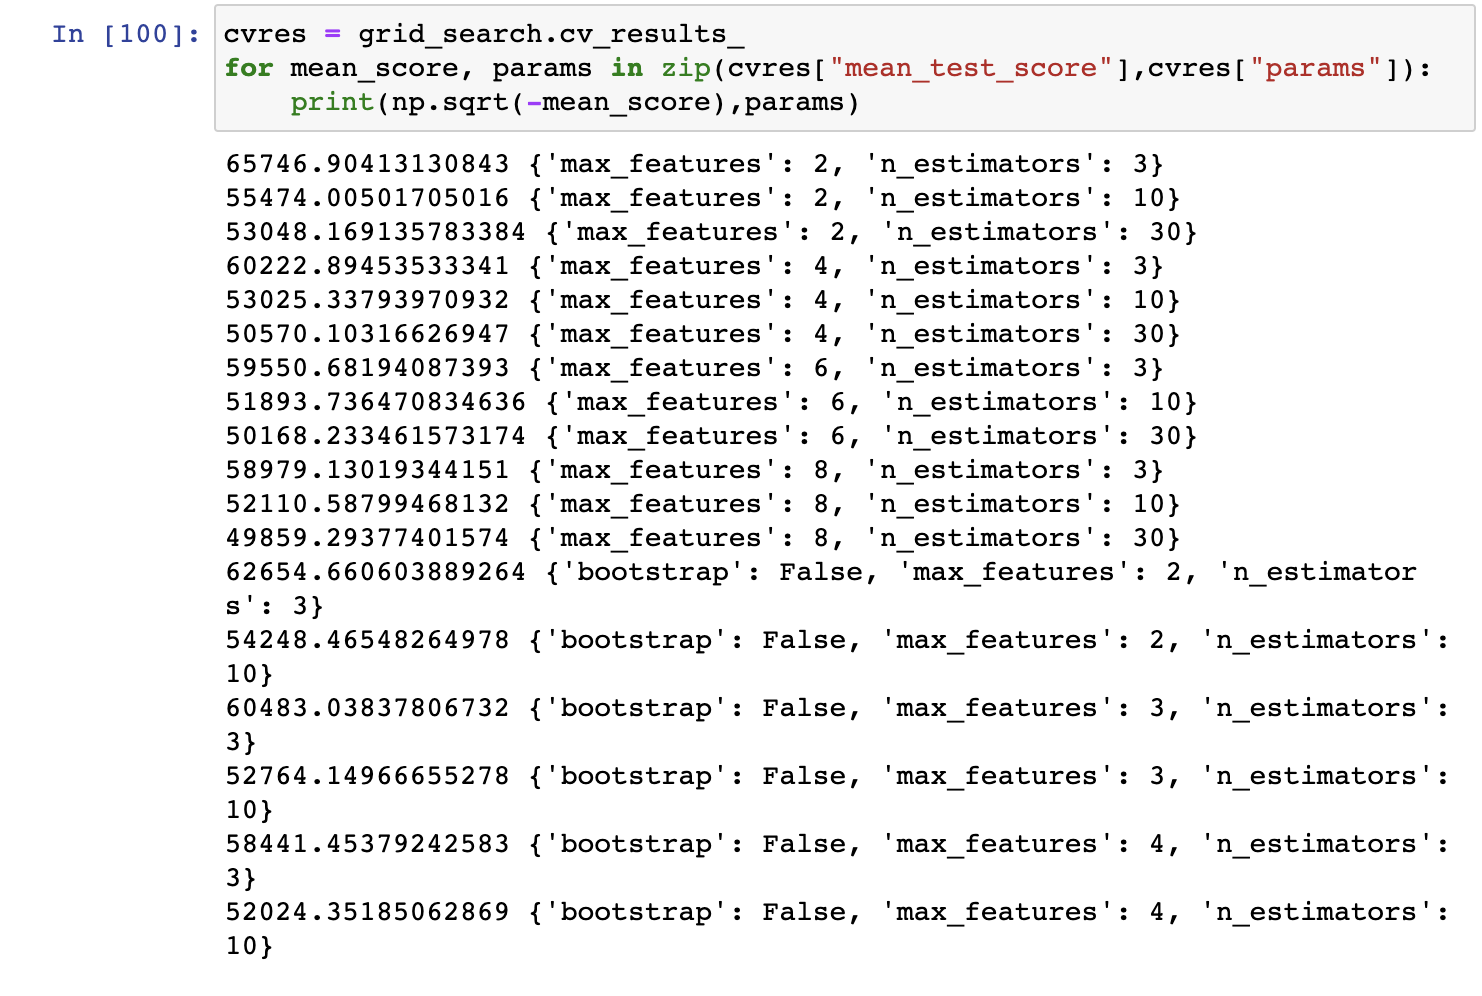 In [100]: cvres = grid_search.cv_results_
for mean_score, params in zip(cvres["mean_test_score"],cvres["params"]):
    print(np.sqrt(-mean_score),params)
65746.90413130843 {'max_features': 2, 'n_estimators': 3}
55474.00501705016 {'max_features': 2, 'n_estimators': 10}
53048.169135783384 {'max_features': 2, 'n_estimators': 30}
60222.89453533341 {'max_features': 4, 'n_estimators': 3}
53025.33793970932 {'max_features': 4, 'n_estimators': 10}
50570.10316626947 {'max_features': 4, 'n_estimators': 30}
59550.68194087393 {'max_features': 6, 'n_estimators': 3}
51893.736470834636 {'max_features': 6, 'n_estimators': 10}
50168.233461573174 {'max_features': 6, 'n_estimators': 30}
58979.13019344151 {'max_features': 8, 'n_estimators': 3}
52110.58799468132 {'max_features': 8, 'n_estimators': 10}
49859.29377401574 {'max_features': 8, 'n_estimators': 30}
62654.660603889264 {'bootstrap': False, 'max_features': 2, 'n_estimator
s': 3}
54248.46548264978 {'bootstrap': False, 'max_features': 2, 'n_estimators':
10}
60483.03837806732 {'bootstrap': False, 'max_features': 3, 'n_estimators':
3}
52764.14966655278 {'bootstrap': False, 'max_features': 3, 'n_estimators':
10}
58441.45379242583 {'bootstrap': False, 'max_features': 4, 'n_estimators':
3}
52024.35185062869 {'bootstrap': False, 'max_features': 4, 'n_estimators':
10}